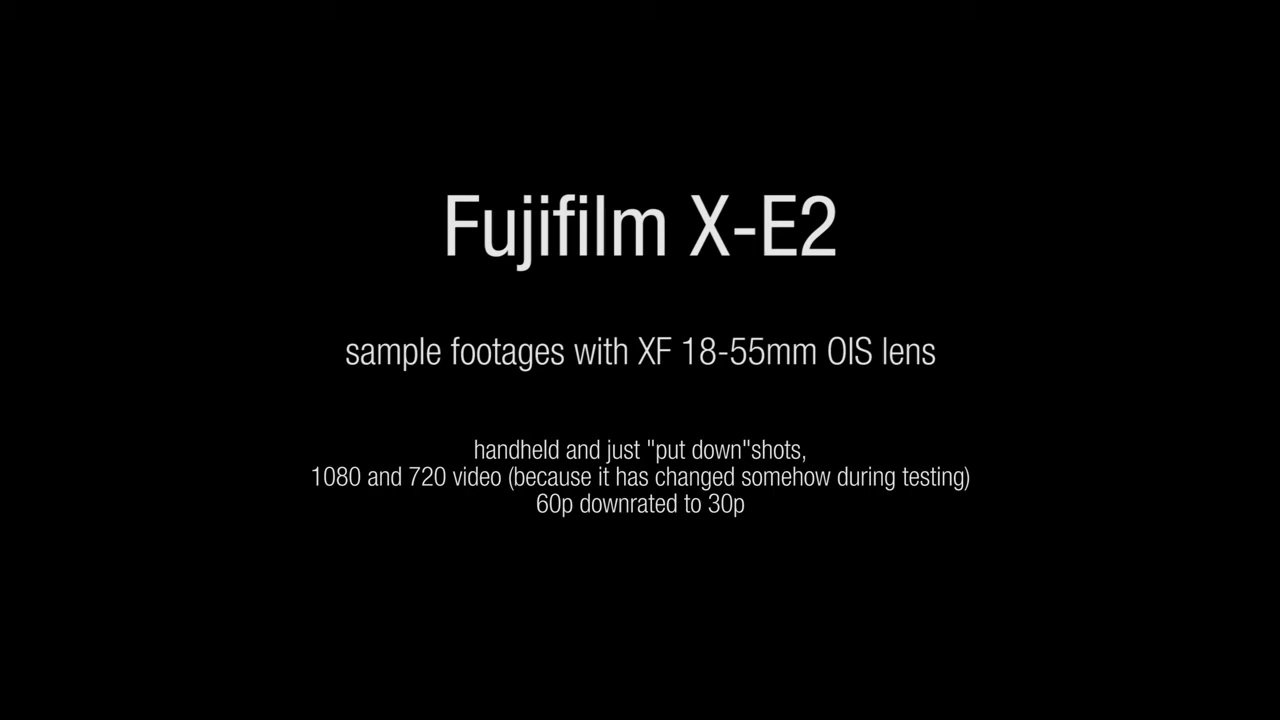 Fujifilm X-E2
sample footages with XF 18-55mm OIS lens
handheld and just "put down"shots,
1080 and 720 video (because it has changed somehow during testing)
60p downrated to 30p